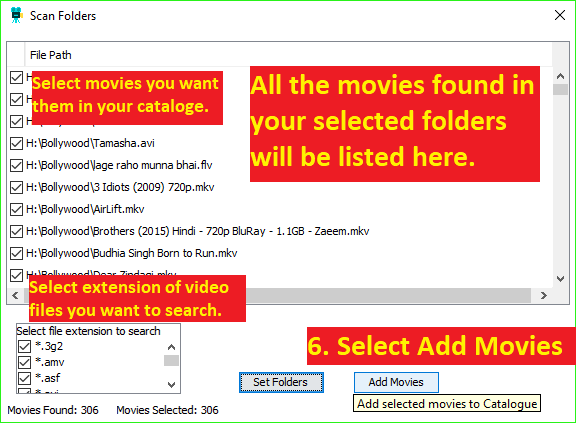 Scan Folders
File Path
H:
Select movies you want
them in your cataloge.
H:
All the movies found in
your selected folders
will be listed here.
H:\Bollywood\Tamasha.avi
H:\Bollywood\lage raho munna bhai.flv
H:\Bollywood\3 Idiots (2009) 720p.mkv
H:\Bollywood\AirLift.mkv
H:\Bollywood\Brothers (2015) Hindi - 720p BluRay - 1.1GB - Zaeem.mkv
H:\Bollywood\Budhia Singh Born to Run.mkv
H:\Bollywood\Dear Zindagi.mkv
Select extension of video
files you want to search.
Select file extension to search
*.3g2
*.amv
*.asf
6. Select Add Movies
Set Folders
Add Movies
Add selected movies to Catalogue
Movies Found: 306
Movies Selected: 306